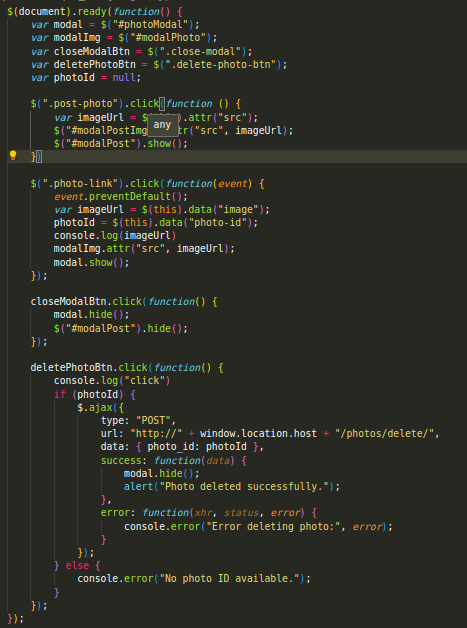 $(document).ready(function() {
var modal = $("#photoModal");
var modalImg = $("#modalPhoto");
var closeModalBtn = $(".close-modal");
var deletePhotoBtn = $(".delete-photo-btn");
var photoId = null;
$(".post-photo").click(function () {
var imageUrl = $ ).attr("src");
any
$("#modalPostImg tr("src", imageUrl);
$("#modalPost").show();
})
$(".photo-link").click(function(event) {
event.preventDefault();
var imageUrl = $(this).data("image");
photoId = $(this).data("photo-id");
console.log(imageUrl)
modalImg.attr("src", imageUrl);
modal.show();
});
closeModalBtn.click(function() {
modal.hide();
$("#modalPost").hide();
});
deletePhotoBtn.click(function() {
console.log("click")
if (photoId) {
$.ajax({
type: "POST",
url: "http://" + window.location.host + "/photos/delete/",
data: { photo_id: photoId },
success: function(data) {
modal.hide();
alert("Photo deleted successfully.");
},
error: function(xhr, status, error) {
console.error("Error deleting photo:", error);
}
});
} else {
console.error("No photo ID available.");
}
});
});